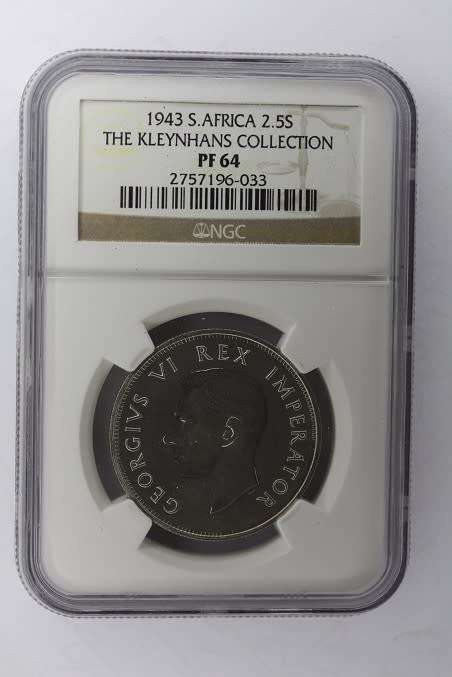 1943 S.AFRICA 2.5S
THE KLEYNHANS COLLECTION
PF 64
2757196-033
NGC
GEORGIVS VI REX IMPERATOR